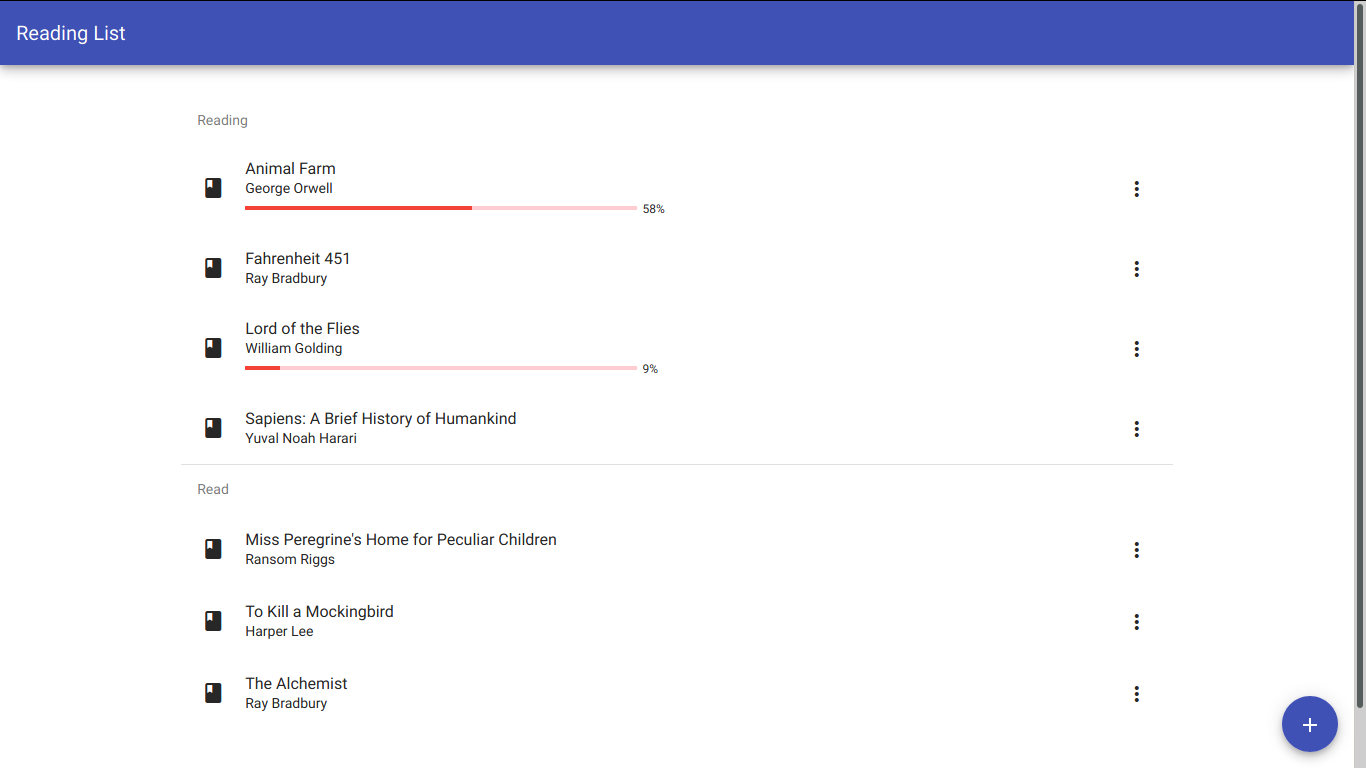 Reading List
Reading
Animal Farm
George Orwell
58%
Fahrenheit 451
Ray Bradbury
Lord of the Flies
William Golding
9%
Sapiens: A Brief History of Humankind
Yuval Noah Harari
Read
Miss Peregrine's Home for Peculiar Children
Ransom Riggs
To Kill a Mockingbird
Harper Lee
The Alchemist
Ray Bradbury